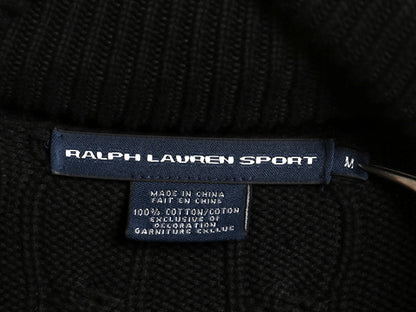 RALPH LAUREN SPORT
M
MADE IN CHINA
FAIT EN CHINE
100% COTTON/COTON
EXCLUSIVE OF
DECORATION
GARNITURE EXCLUE